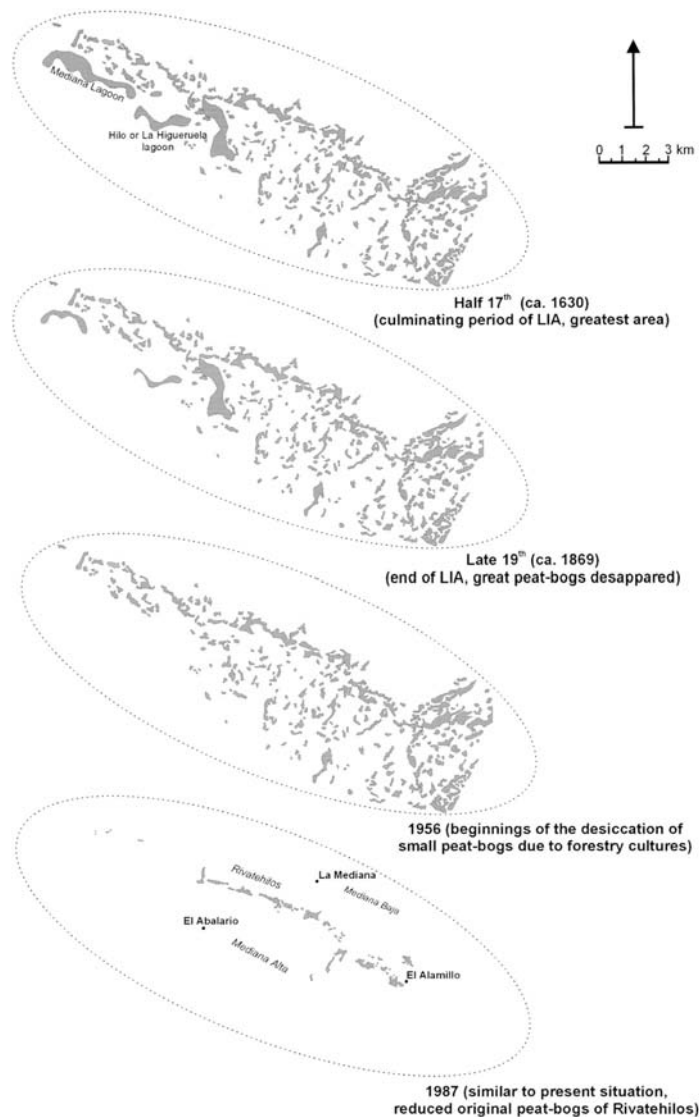 Mediana Lagoon
Hilo or La Higueruela
lagoon
0 1.5 3 km
Half 17th (ca. 1630)
(culminating period of LIA, greatest area)
Late 19th (ca. 1869)
(end of LIA, great peat-bogs desappared)
1956 (beginnings of the desiccation of
small peat-bogs due to forestry cultures)
Rivatehilos
La Mediana
Mediana Baja
El Abalario
Mediana Alta
El Alamillo
1987 (similar to present situation,
reduced original peat-bogs of Rivatehilos)